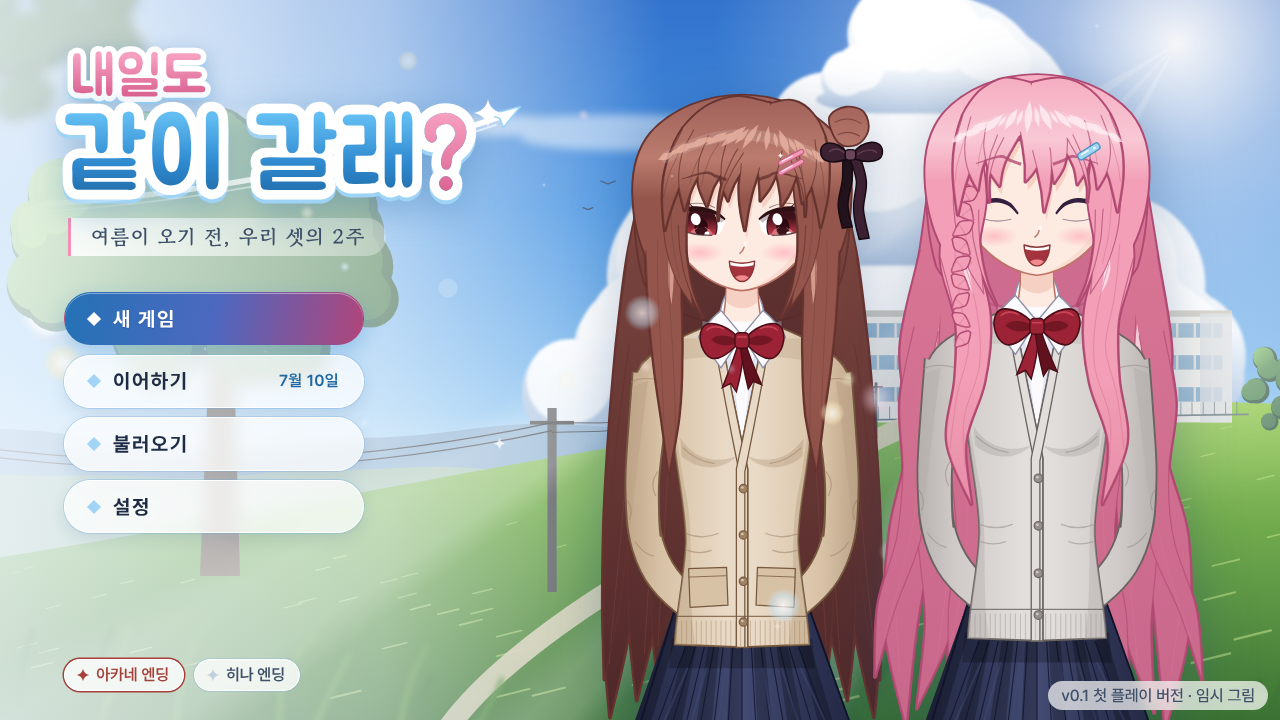 내일도
같이 갈래?
여름이 오기 전, 우리 셋의 2주
새 게임
이어하기 7월 10일
불러오기
설정
아카네 엔딩 히나 엔딩
v0.1 첫 플레이 버전 · 임시 그림